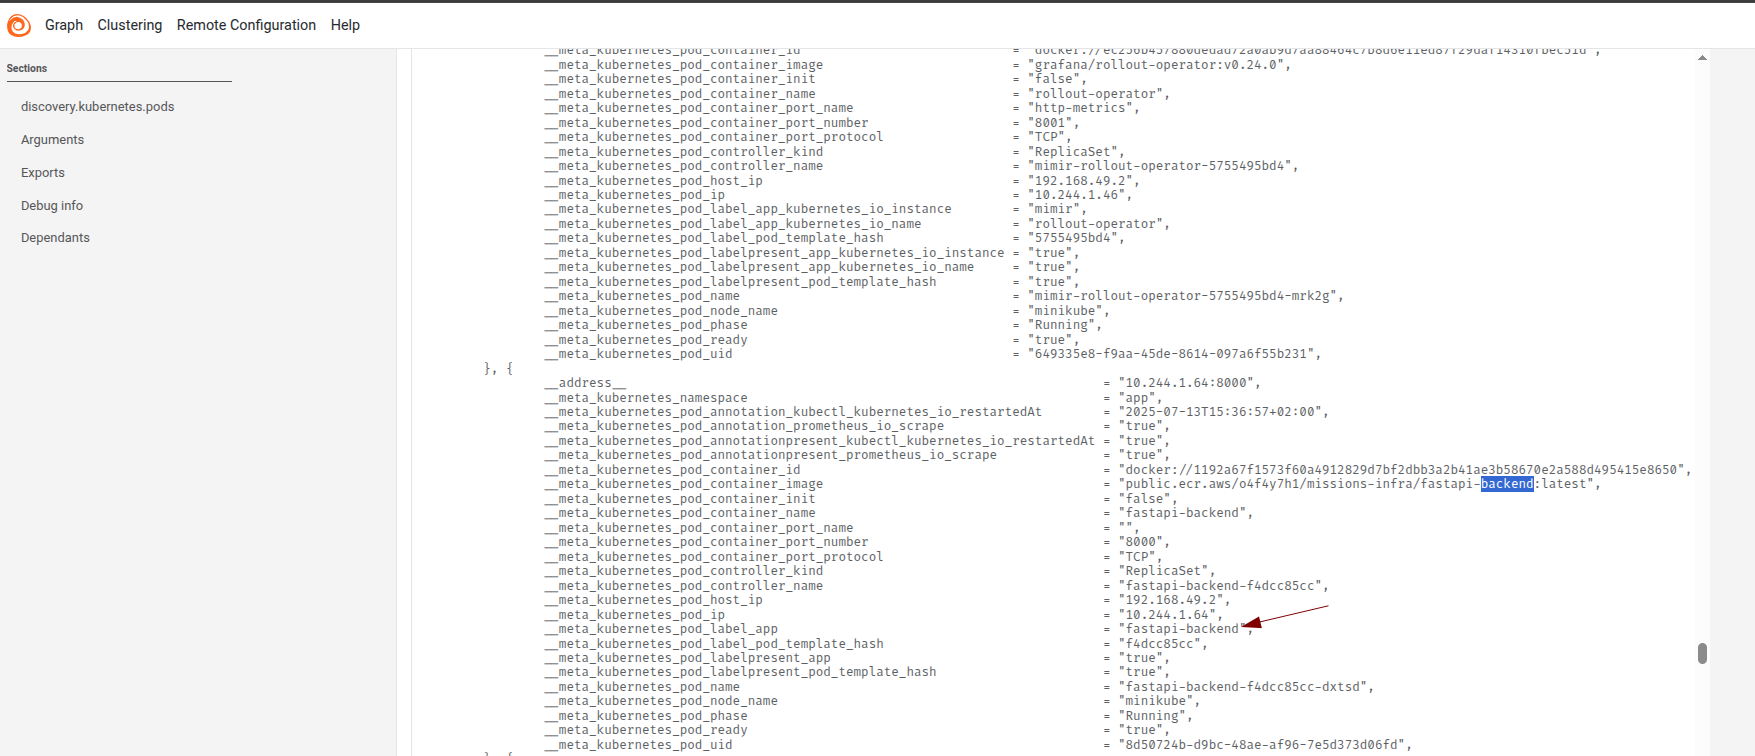 Graph Clustering Remote Configuration Help
Sections
discovery.kubernetes.pods
Arguments
Exports
Debug info
Dependants
__meta_kubernetes_pod_container_id =
__meta_kubernetes_pod_container_image = "grafana/rollout-operator:v0.24.0",
__meta_kubernetes_pod_container_init = "false",
__meta_kubernetes_pod_container_name = "rollout-operator",
__meta_kubernetes_pod_container_port_name = "http-metrics",
__meta_kubernetes_pod_container_port_number = "8001",
__meta_kubernetes_pod_container_port_protocol = "TCP",
__meta_kubernetes_pod_controller_kind = "ReplicaSet",
__meta_kubernetes_pod_controller_name = "mimir-rollout-operator-5755495bd4",
__meta_kubernetes_pod_host_ip = "192.168.49.2",
__meta_kubernetes_pod_ip = "10.244.1.46",
__meta_kubernetes_pod_label_app_kubernetes_io_instance = "mimir",
__meta_kubernetes_pod_label_app_kubernetes_io_name = "rollout-operator",
__meta_kubernetes_pod_label_pod_template_hash = "5755495bd4",
__meta_kubernetes_pod_labelpresent_app_kubernetes_io_instance = "true",
__meta_kubernetes_pod_labelpresent_app_kubernetes_io_name = "true",
__meta_kubernetes_pod_labelpresent_pod_template_hash = "true",
__meta_kubernetes_pod_name = "mimir-rollout-operator-5755495bd4-mrk2g",
__meta_kubernetes_pod_node_name = "minikube",
__meta_kubernetes_pod_phase = "Running",
__meta_kubernetes_pod_ready = "true",
__meta_kubernetes_pod_uid = "649335e8-f9aa-45de-8614-097a6f55b231",
}, {
__address__ = "10.244.1.64:8000",
__meta_kubernetes_namespace = "app",
__meta_kubernetes_pod_annotation_kubectl_kubernetes_io_restartedAt = "2025-07-13T15:36:57+02:00",
__meta_kubernetes_pod_annotation_prometheus_io_scrape = "true",
__meta_kubernetes_pod_annotationpresent_kubectl_kubernetes_io_restartedAt = "true",
__meta_kubernetes_pod_annotationpresent_prometheus_io_scrape = "true",
__meta_kubernetes_pod_container_id = "docker://1192a67f1573f60a4912829d7bf2dbb3a2b41ae3b58670e2a588d495415e8650",
__meta_kubernetes_pod_container_image = "public.ecr.aws/o4f4y7h1/missions-infra/fastapi-backend:latest",
__meta_kubernetes_pod_container_init = "false",
__meta_kubernetes_pod_container_name = "fastapi-backend",
__meta_kubernetes_pod_container_port_name = "",
__meta_kubernetes_pod_container_port_number = "8000",
__meta_kubernetes_pod_container_port_protocol = "TCP",
__meta_kubernetes_pod_controller_kind = "ReplicaSet",
__meta_kubernetes_pod_controller_name = "fastapi-backend-f4dcc85cc",
__meta_kubernetes_pod_host_ip = "192.168.49.2",
__meta_kubernetes_pod_ip = "10.244.1.64",
__meta_kubernetes_pod_label_app = "fastapi-backend",
__meta_kubernetes_pod_label_pod_template_hash = "f4dcc85cc",
__meta_kubernetes_pod_labelpresent_app = "true",
__meta_kubernetes_pod_labelpresent_pod_template_hash = "true",
__meta_kubernetes_pod_name = "fastapi-backend-f4dcc85cc-dxtsd",
__meta_kubernetes_pod_node_name = "minikube",
__meta_kubernetes_pod_phase = "Running",
__meta_kubernetes_pod_ready = "true",
__meta_kubernetes_pod_uid = "8d50724b-d9bc-48ae-af96-7e5d373d06fd",
}, {